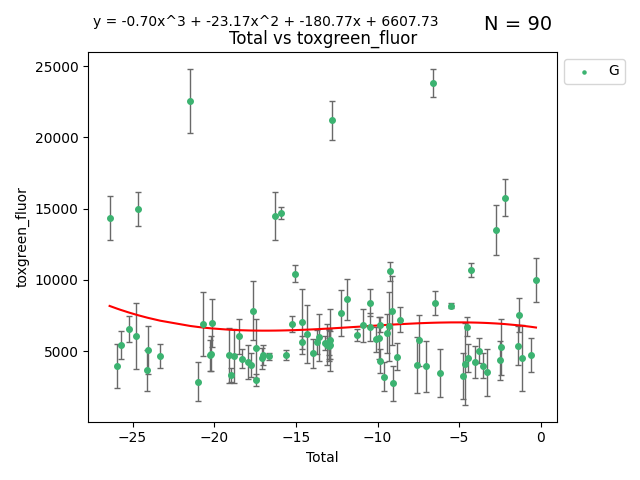 y = -0.70x^3 + -23.17x^2 + -180.77x + 6607.73
N = 90
Total vs toxgreen_fluor
G
25000
20000
15000
10000
5000
toxgreen_fluor
−25 −20 −15 −10 −5 0
Total